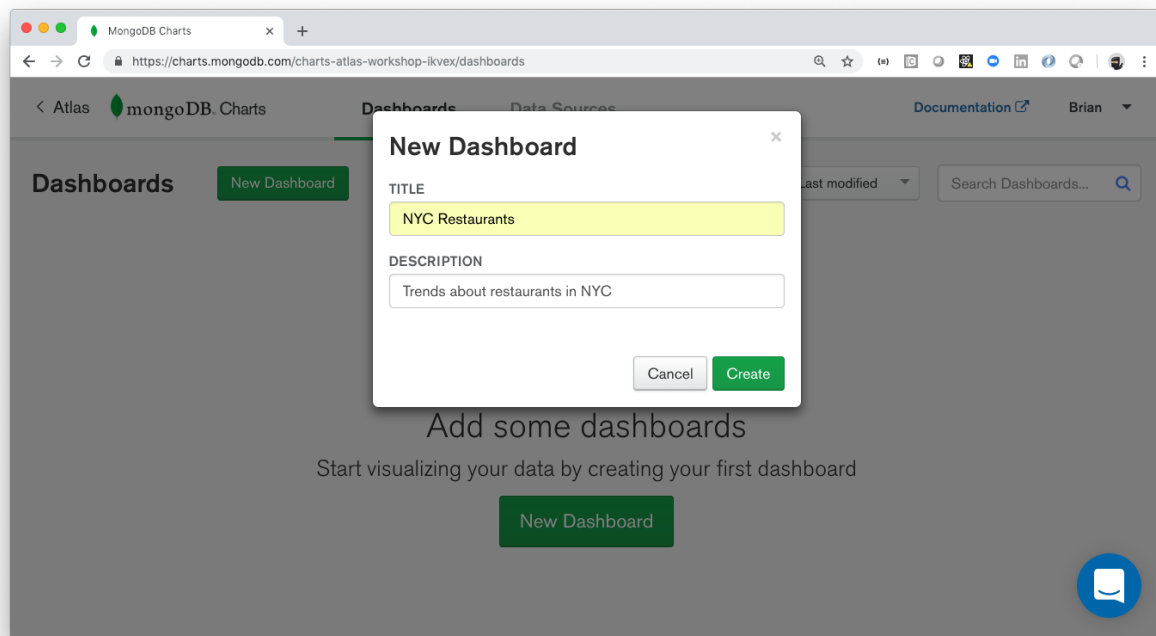 MongoDB Charts
https://charts.mongodb.com/charts-atlas-workshop-ikvex/dashboards
Atlas
mongoDB. Charts
Dashboards
Data Sources
Documentation
Brian
Dashboards
New Dashboard
Last modified
Search Dashboards...
New Dashboard
TITLE
NYC Restaurants
DESCRIPTION
Trends about restaurants in NYC
Cancel
Create
Add some dashboards
Start visualizing your data by creating your first dashboard
New Dashboard